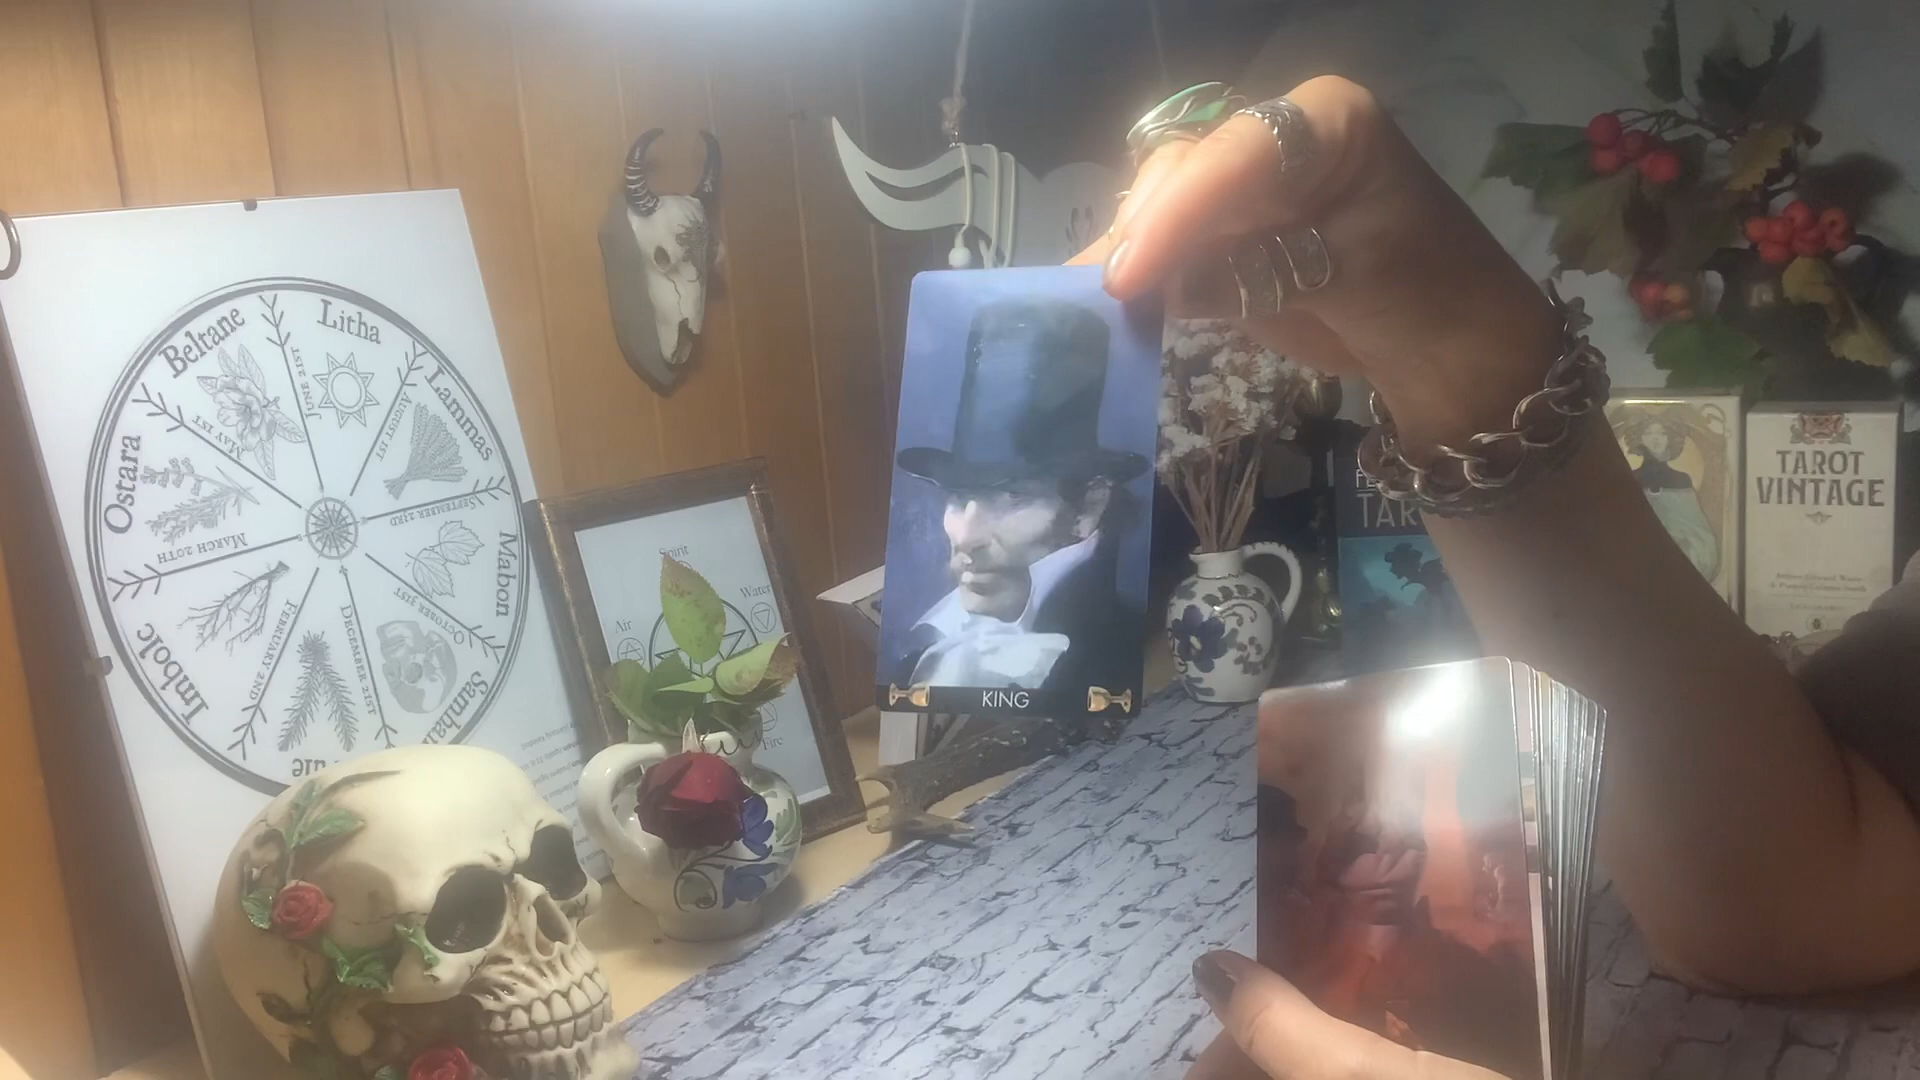 Litha
JUNE 21ST
Lammas
AUGUST 1ST
Mabon
SEPTEMBER 23RD
OCTOBER 31ST
DECEMBER 21ST
Imbolc
FEBRUARY 2ND
Ostara
MARCH 20TH
Beltane
MAY 1ST
Spirit
Water
Air
Fire
KING
TAROT
VINTAGE